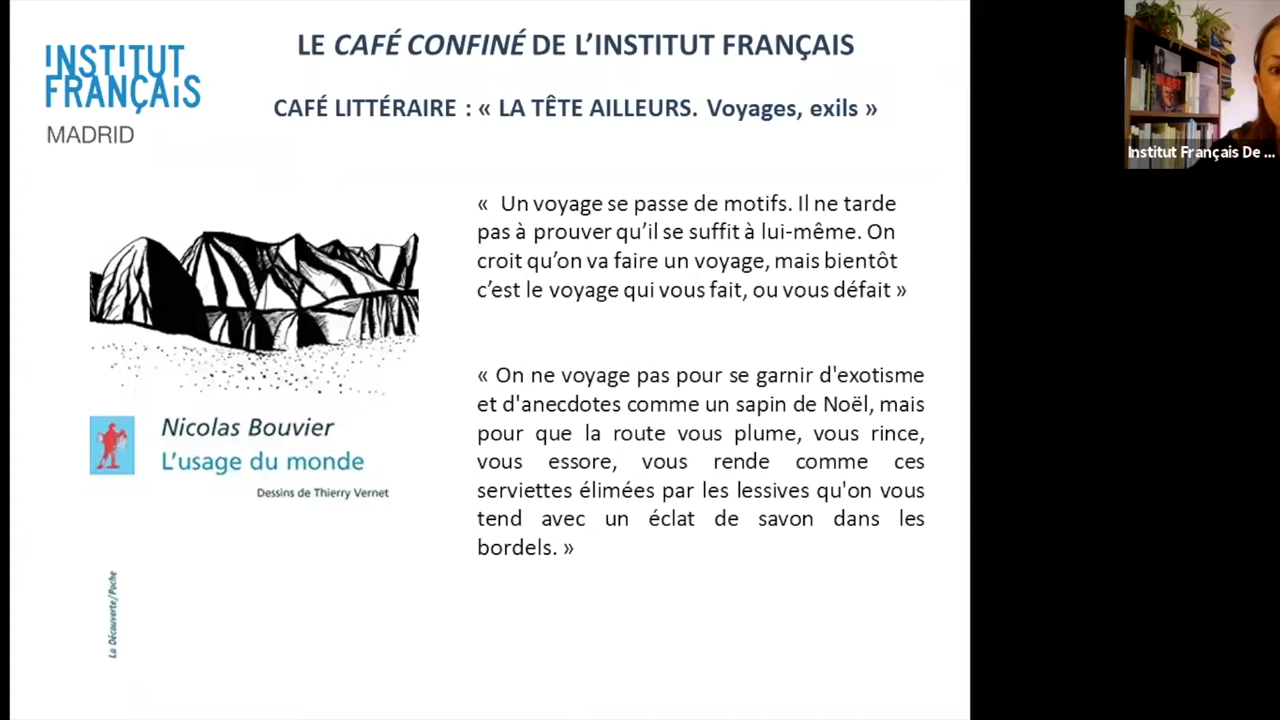 INSTITUT
FRANÇAIS
MADRID
LE CAFÉ CONFINÉ DE L’INSTITUT FRANÇAIS
CAFÉ LITTÉRAIRE : « LA TÊTE AILLEURS. Voyages, exils »
Institut Français De ...
« Un voyage se passe de motifs. Il ne tarde
pas à prouver qu’il se suffit à lui-même. On
croit qu’on va faire un voyage, mais bientôt
c’est le voyage qui vous fait, ou vous défait »
« On ne voyage pas pour se garnir d'exotisme
et d'anecdotes comme un sapin de Noël, mais
pour que la route vous plume, vous rince,
vous essore, vous rende comme ces
serviettes élimées par les lessives qu'on vous
tend avec un éclat de savon dans les
bordels. »
Nicolas Bouvier
L’usage du monde
Dessins de Thierry Vernet
La Découverte/Poche